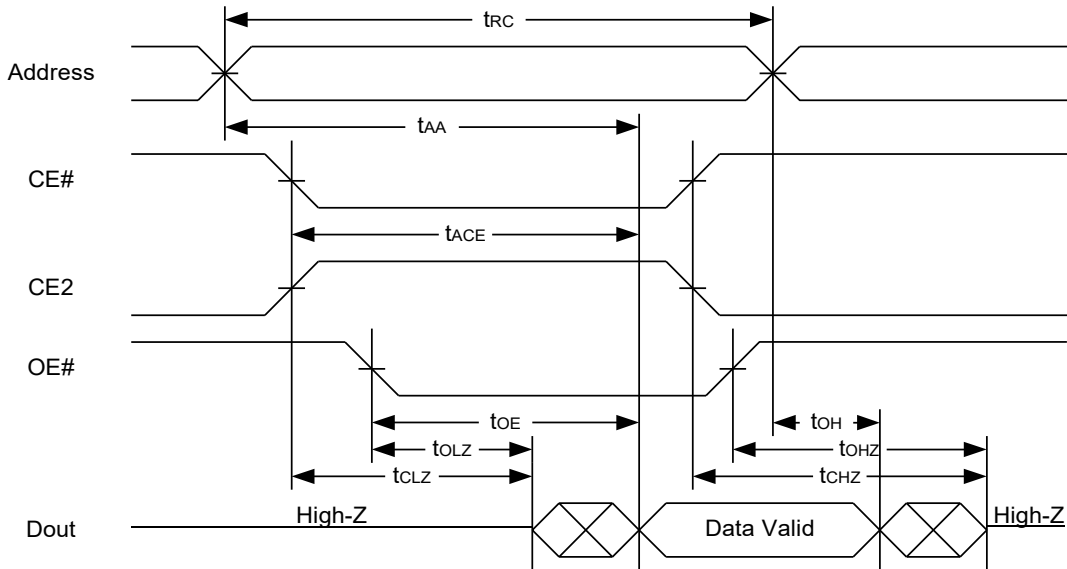 tRC
Address
tAA
CE#
tACE
CE2
OE#
tOE
tOH
tOLZ
tOHZ
tCLZ
tCHZ
High-Z
Data Valid
High-Z
Dout